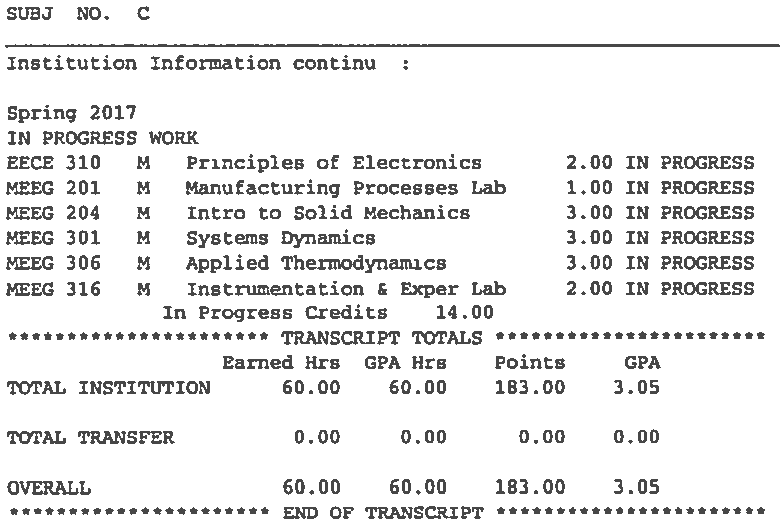 SUBJ NO. C
Institution Information continu :
Spring 2017
IN PROGRESS WORK
EECE 310 M Principles of Electronics 2.00 IN PROGRESS
MEEG 201 M Manufacturing Processes Lab 1.00 IN PROGRESS
MEEG 204 M Intro to Solid Mechanics 3.00 IN PROGRESS
MEEG 301 M Systems Dynamics 3.00 IN PROGRESS
MEEG 306 M Applied Thermodynamics 3.00 IN PROGRESS
MEEG 316 M Instrumentation & Exper Lab 2.00 IN PROGRESS
In Progress Credits 14.00
********************** TRANSCRIPT TOTALS ***********************
Earned Hrs GPA Hrs Points GPA
TOTAL INSTITUTION 60.00 60.00 183.00 3.05
TOTAL TRANSFER 0.00 0.00 0.00 0.00
OVERALL 60.00 60.00 183.00 3.05
********************** END OF TRANSCRIPT ***********************